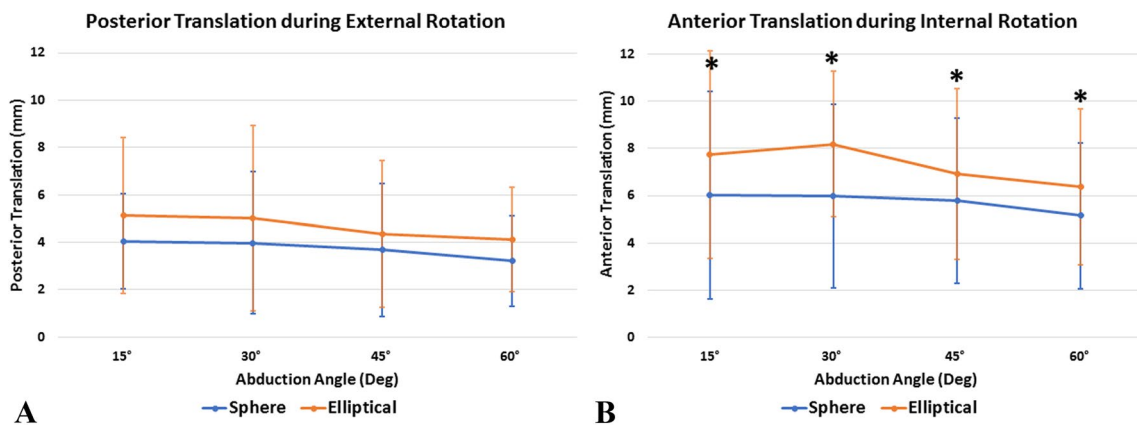 Posterior Translation during External Rotation
Posterior Translation (mm)
12
10
8
6
4
2
0
15° 30° 45° 60°
Abduction Angle (Deg)
Sphere Elliptical
A
Anterior Translation during Internal Rotation
Anterior Translation (mm)
12
10
8
6
4
2
0
* * * *
15° 30° 45° 60°
Abduction Angle (Deg)
Sphere Elliptical
B